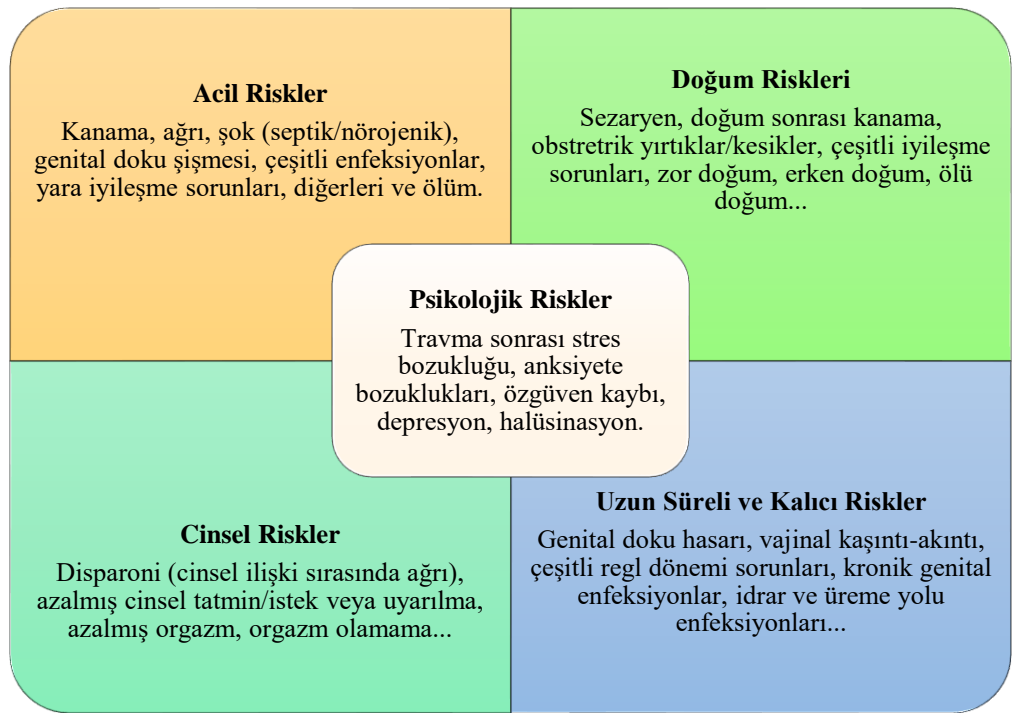 Acil Riskler
Kanama, ağrı, şok (septik/nörojenik),
genital doku şişmesi, çeşitli enfeksiyonlar,
yara iyileşme sorunları, diğerleri ve ölüm.
Doğum Riskleri
Sezaryen, doğum sonrası kanama,
obstretrik yırtıklar/kesikler, çeşitli iyileşme
sorunları, zor doğum, erken doğum, ölü
doğum...
Psikolojik Riskler
Travma sonrası stres
bozukluğu, anksiyete
bozuklukları, özgüven kaybı,
depresyon, halüsinasyon.
Cinsel Riskler
Disparoni (cinsel ilişki sırasında ağrı),
azalmış cinsel tatmin/istek veya uyarılma,
azalmış orgazm, orgazm olamama...
Uzun Süreli ve Kalıcı Riskler
Genital doku hasarı, vajinal kaşıntı-akıntı,
çeşitli regl dönemi sorunları, kronik genital
enfeksiyonlar, idrar ve üreme yolu
enfeksiyonları...